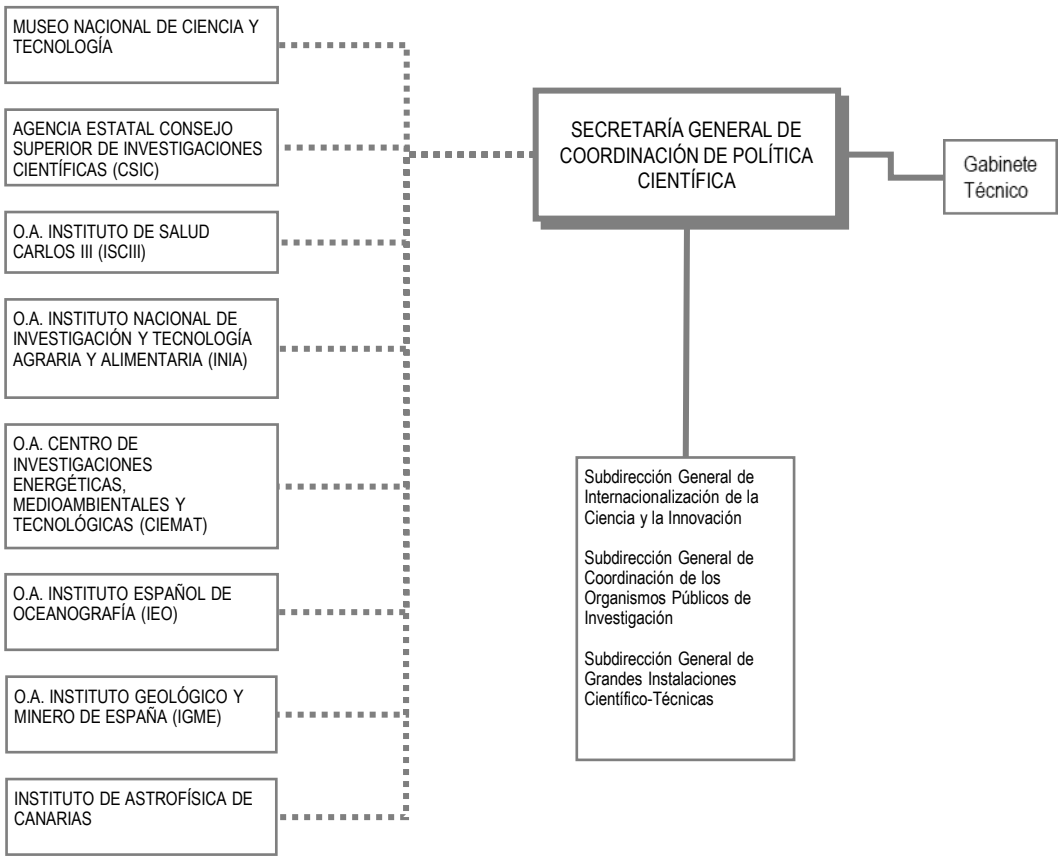 MUSEO NACIONAL DE CIENCIA Y
TECNOLOGÍA
AGENCIA ESTATAL CONSEJO
SUPERIOR DE INVESTIGACIONES
CIENTÍFICAS (CSIC)
O.A. INSTITUTO DE SALUD
CARLOS III (ISCIII)
O.A. INSTITUTO NACIONAL DE
INVESTIGACIÓN Y TECNOLOGÍA
AGRARIA Y ALIMENTARIA (INIA)
O.A. CENTRO DE
INVESTIGACIONES
ENERGÉTICAS,
MEDIOAMBIENTALES Y
TECNOLÓGICAS (CIEMAT)
O.A. INSTITUTO ESPAÑOL DE
OCEANOGRAFÍA (IEO)
O.A. INSTITUTO GEOLÓGICO Y
MINERO DE ESPAÑA (IGME)
INSTITUTO DE ASTROFÍSICA DE
CANARIAS
SECRETARÍA GENERAL DE
COORDINACIÓN DE POLÍTICA
CIENTÍFICA
Gabinete
Técnico
Subdirección General de
Internacionalización de la
Ciencia y la Innovación
Subdirección General de
Coordinación de los
Organismos Públicos de
Investigación
Subdirección General de
Grandes Instalaciones
Científico-Técnicas